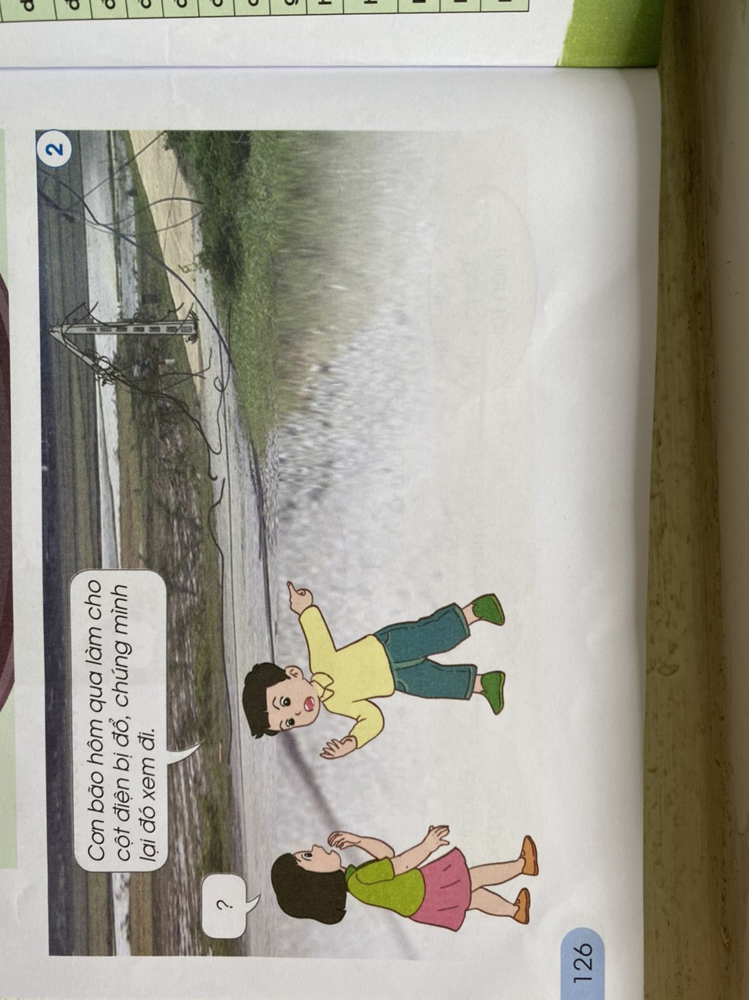 2
Cơn bão hôm qua làm cho
cột điện bị đổ, chúng mình
lại đó xem đi.
?
126